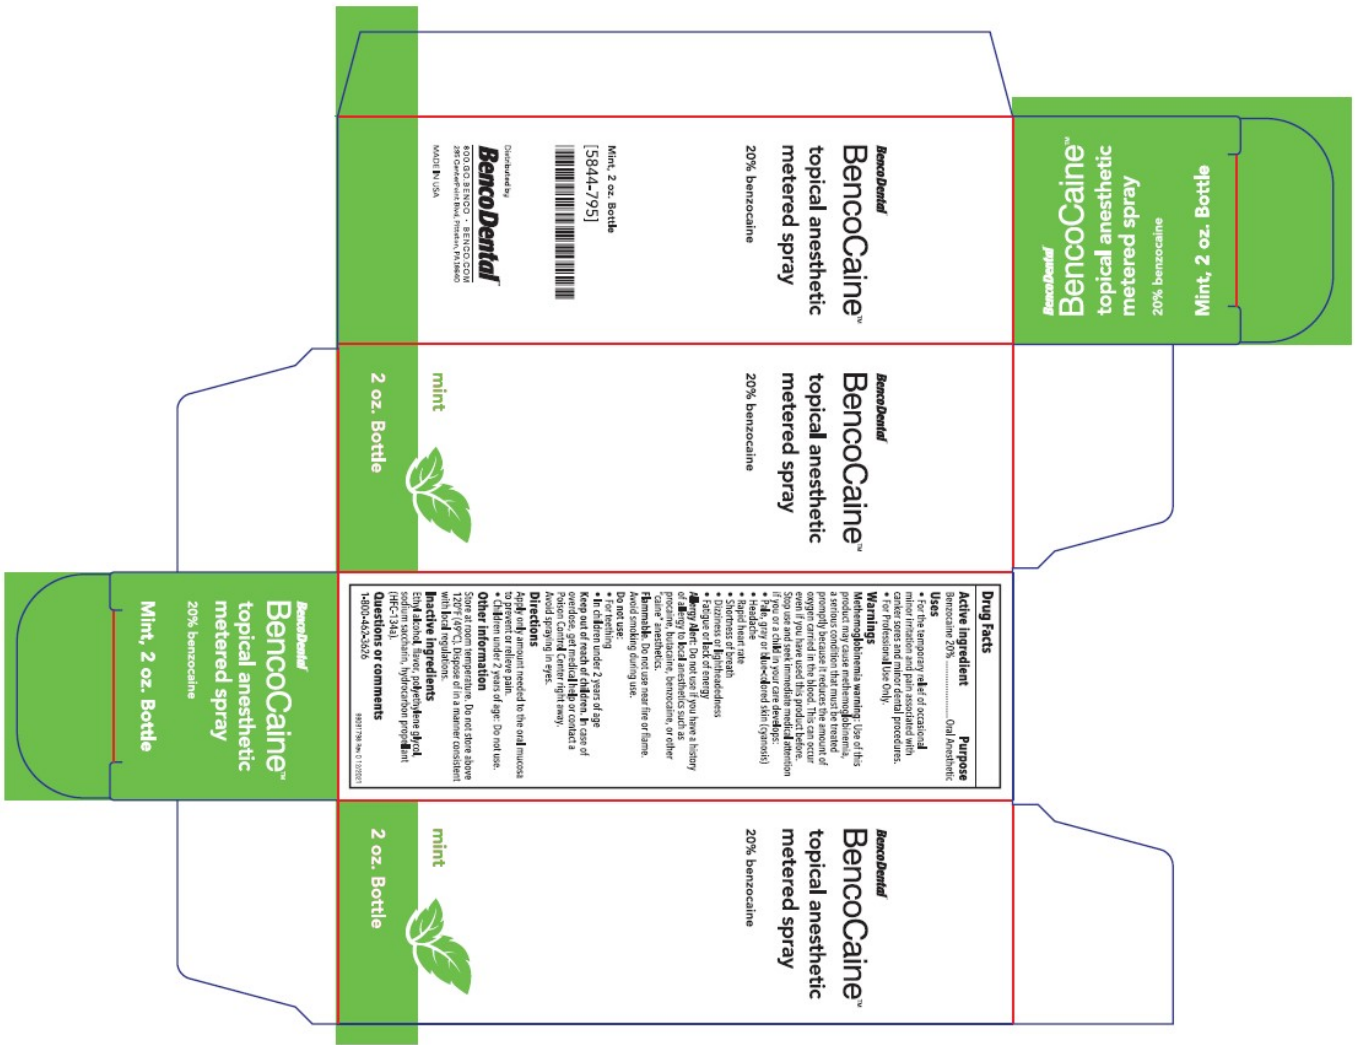 BencoDental
BencoCaine™
topical anesthetic
metered spray
20% benzocaine
Mint, 2 oz. Bottle
BencoDental
BencoCaine™
topical anesthetic
metered spray
20% benzocaine
Mint, 2 oz. Bottle
[5844-795]
Distributed by
BencoDental™
800.GO.BENCO · BENCO.COM
295 CenterPoint Blvd, Pittston, PA 18640
MADE IN USA
BencoDental
BencoCaine™
topical anesthetic
metered spray
20% benzocaine
mint
2 oz. Bottle
Drug Facts
Active ingredient Purpose
Benzocaine 20% ........................Oral Anesthetic
Uses
• For the temporary relief of occasional
minor irritation and pain associated with
canker sores and minor dental procedures.
• For Professional Use Only.
Warnings
Methemoglobinemia warning: Use of this
product may cause methemoglobinemia,
a serious condition that must be treated
promptly because it reduces the amount of
oxygen carried in the blood. This can occur
even if you have used this product before.
Stop use and seek immediate medical attention
if you or a child in your care develops:
• Pale, gray or blue-colored skin (cyanosis)
• Headache
• Rapid heart rate
• Shortness of breath
• Dizziness or lightheadedness
• Fatigue or lack of energy
Allergy Alert: Do not use if you have a history
of allergy to local anesthetics such as
procaine, butacaine, benzocaine, or other
"caine" anesthetics.
Flammable: Do not use near fire or flame.
Avoid smoking during use.
Do not use:
• For teething
• In children under 2 years of age
Keep out of reach of children. In case of
overdose, get medical help or contact a
Poison Control Center right away.
Avoid spraying in eyes.
Directions
Apply only amount needed to the oral mucosa
to prevent or relieve pain.
• Children under 2 years of age: Do not use.
Other information
Store at room temperature. Do not store above
120°F (49°C). Dispose of in a manner consistent
with local regulations.
Inactive ingredients
Ethyl alcohol, flavor, polyethylene glycol,
sodium saccharin, hydrocarbon propellant
(HFC-134a).
Questions or comments
1-800-462-3626
BencoDental
BencoCaine™
topical anesthetic
metered spray
20% benzocaine
Mint, 2 oz. Bottle
BencoDental
BencoCaine™
topical anesthetic
metered spray
20% benzocaine
mint
2 oz. Bottle